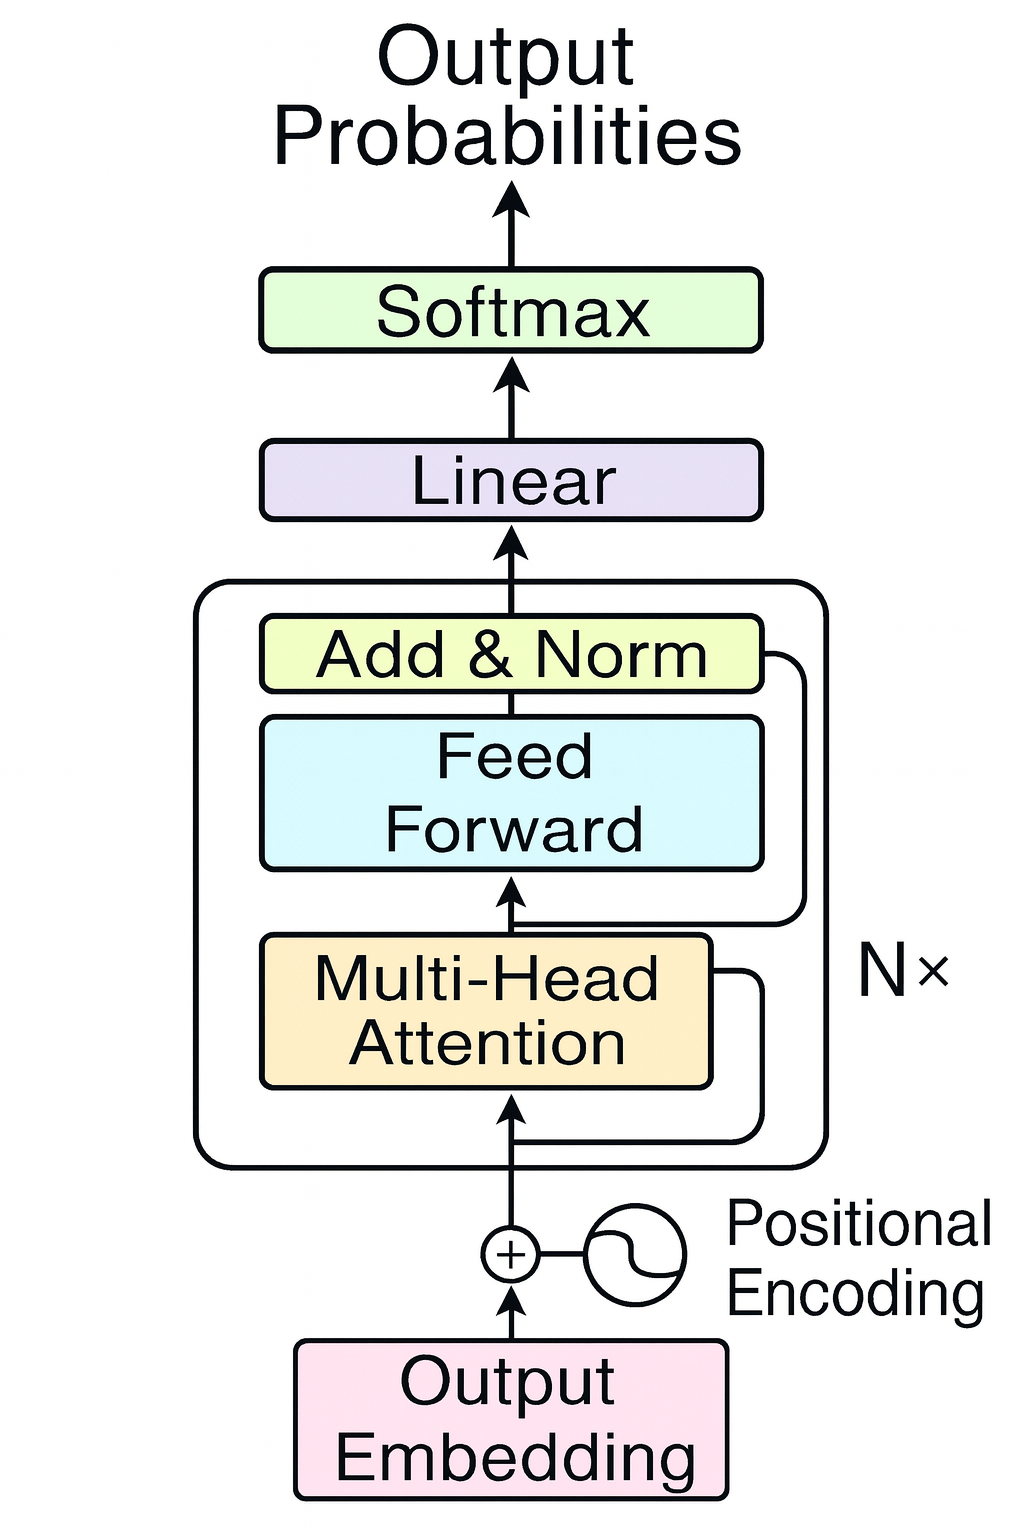 Output
Probabilities
Softmax
Linear
Add & Norm
Feed
Forward
Multi-Head
Attention
N×
+
Positional
Encoding
Output
Embedding